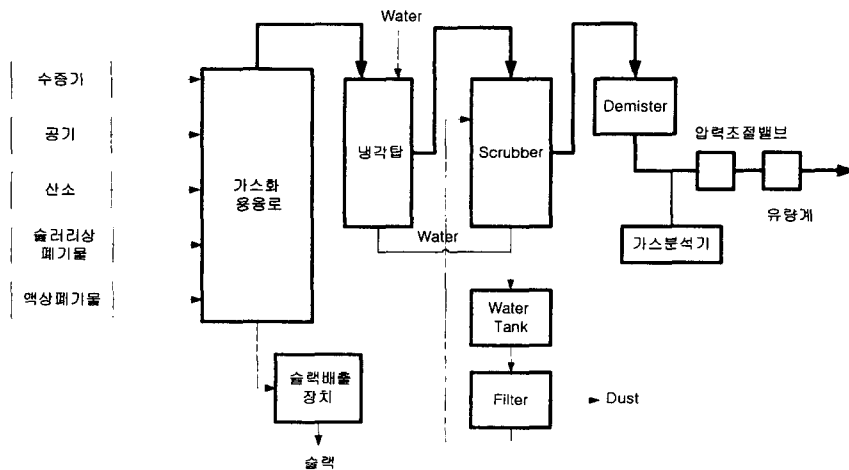 Water
수증기
공기
산소
슬러리상
폐기물
액상폐기물
가스화
용융로
냉각탑
Scrubber
Demister
압력조절밸브
유량계
가스분석기
Water
Water
Tank
Filter
Dust
슬랙배출
장치
슬랙